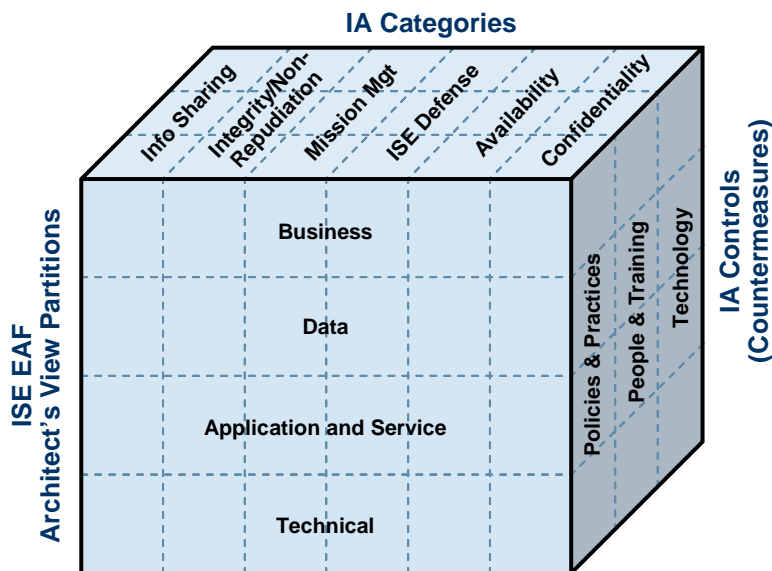 IA Categories
Info Sharing
Integrity/Non-
Repudiation
Mission Mgt
ISE Defense
Availability
Confidentiality
ISE EAF
Architect's View Partitions
Business
Data
Application and Service
Technical
Policies & Practices
People & Training
Technology
IA Controls
(Countermeasures)